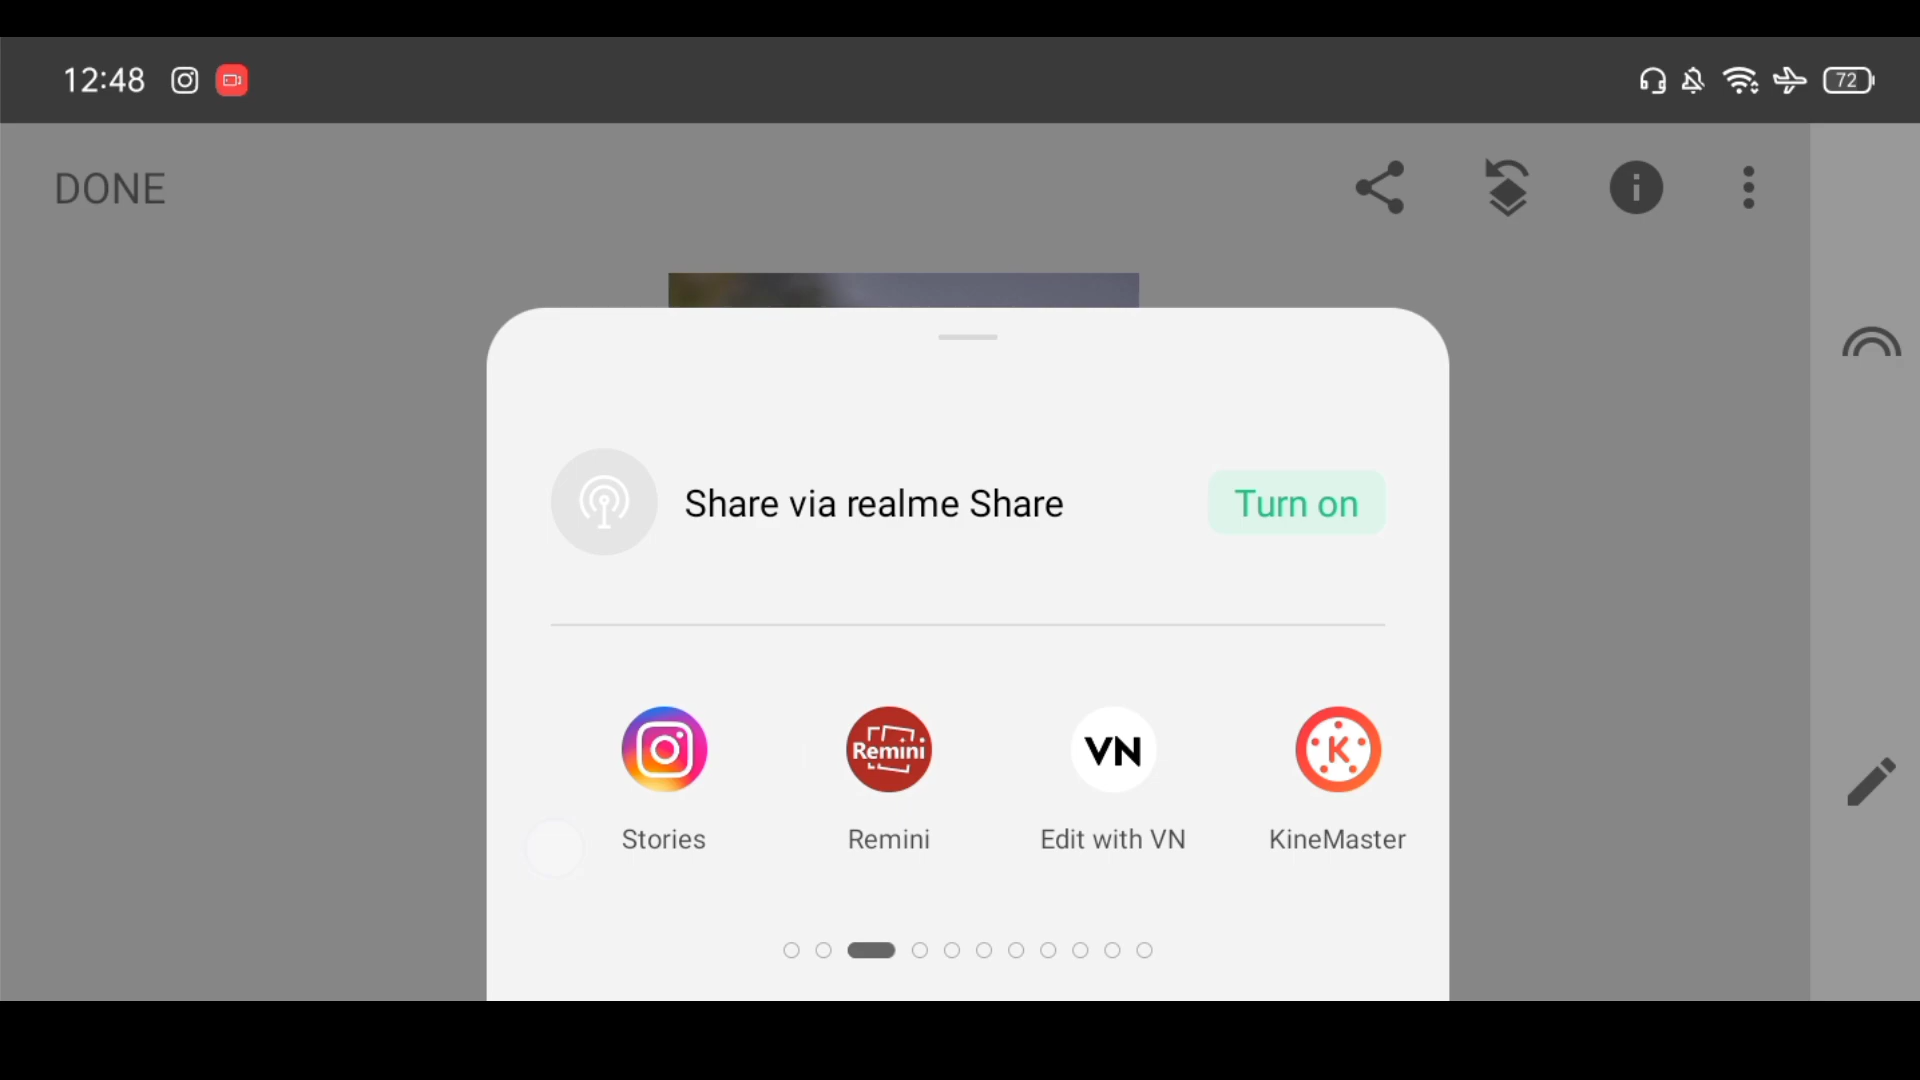 12:48
72
DONE
Share via realme Share
Turn on
Remini
VN
K
Stories
Remini
Edit with VN
KineMaster